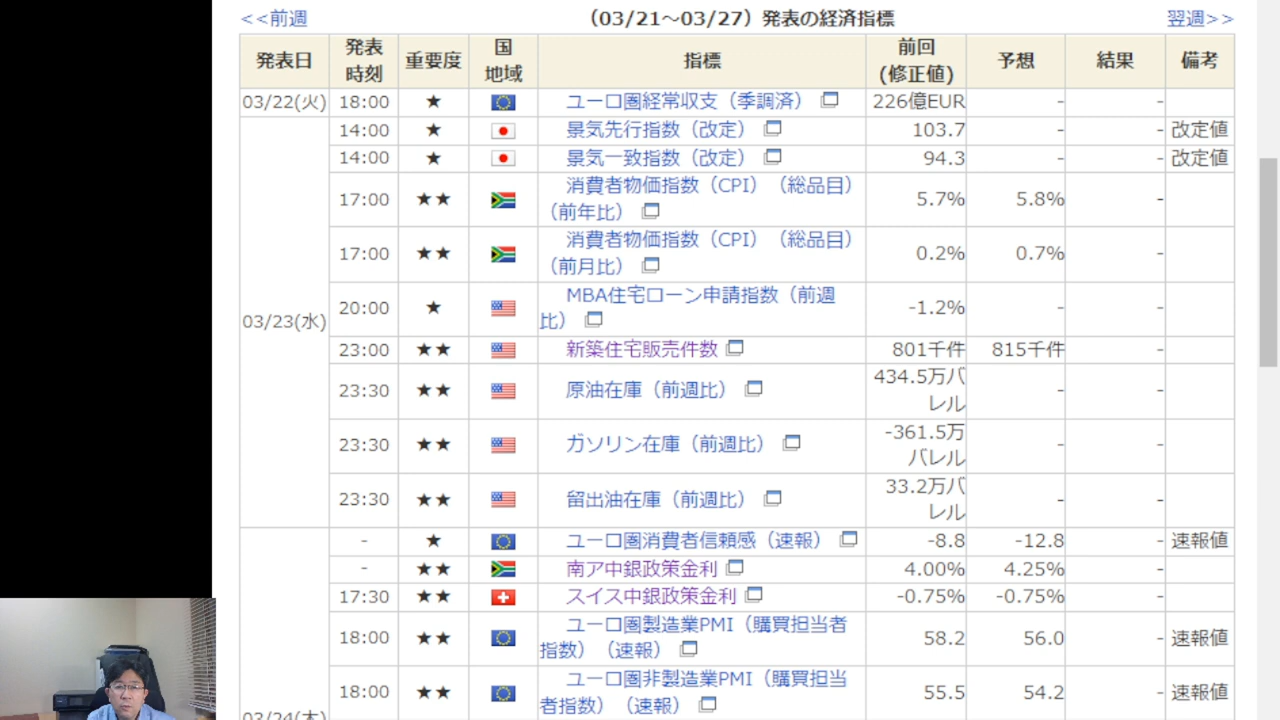 <<前週 （03/21～03/27）発表の経済指標 翌週>>
発表日 発表時刻 重要度 国地域 指標 前回(修正値) 予想 結果 備考
03/22(火) 18:00 ★ ユーロ圏経常収支（季調済） 226億EUR - -
03/23(水) 14:00 ★ 景気先行指数（改定） 103.7 - - 改定値
14:00 ★ 景気一致指数（改定） 94.3 - - 改定値
17:00 ★★ 消費者物価指数（CPI）（総品目）
（前年比） 5.7% 5.8% -
17:00 ★★ 消費者物価指数（CPI）（総品目）
（前月比） 0.2% 0.7% -
20:00 ★ MBA住宅ローン申請指数（前週
比） -1.2% - -
23:00 ★★ 新築住宅販売件数 801千件 815千件 -
23:30 ★★ 原油在庫（前週比） 434.5万バ
レル - -
23:30 ★★ ガソリン在庫（前週比） -361.5万
バレル - -
23:30 ★★ 留出油在庫（前週比） 33.2万バ
レル - -
03/24(木) - ★ ユーロ圏消費者信頼感（速報） -8.8 -12.8 - 速報値
- ★★ 南ア中銀政策金利 4.00% 4.25% -
17:30 ★★ スイス中銀政策金利 -0.75% -0.75% -
18:00 ★★ ユーロ圏製造業PMI（購買担当者
指数）（速報） 58.2 56.0 - 速報値
18:00 ★★ ユーロ圏非製造業PMI（購買担当
者指数）（速報） 55.5 54.2 - 速報値